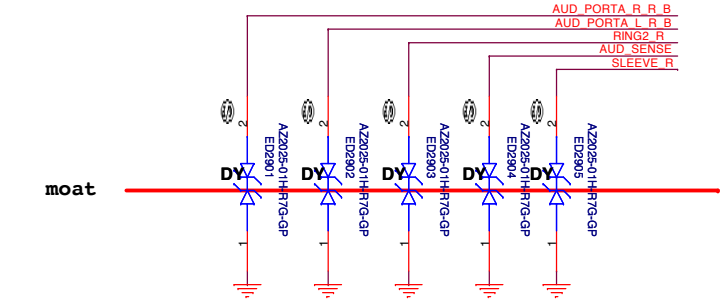 AUD_PORTA_R_R_B
AUD_PORTA_L_R_B
RING2_R
AUD_SENSE
SLEEVE_R
2
2
2
2
2
AZ2025-01H-R7G-GP
ED2901
AZ2025-01H-R7G-GP
ED2902
AZ2025-01H-R7G-GP
ED2903
AZ2025-01H-R7G-GP
ED2904
AZ2025-01H-R7G-GP
ED2905
DY
DY
DY
DY
DY
moat
1
1
1
1
1